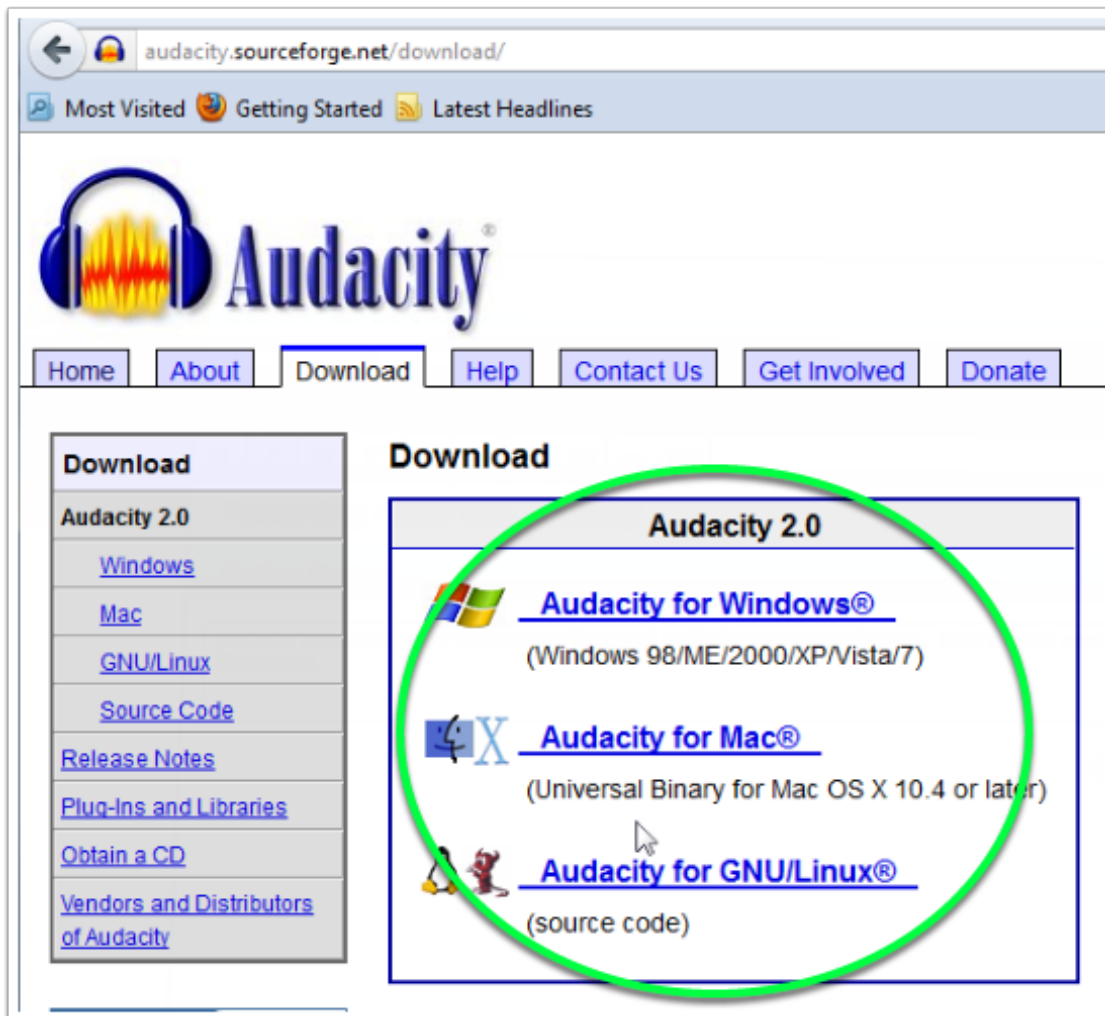 audacity.sourceforge.net/download/
Most Visited Getting Started Latest Headlines
Audacity®
Home About Download Help Contact Us Get Involved Donate
Download
Audacity 2.0
Windows
Mac
GNU/Linux
Source Code
Release Notes
Plug-Ins and Libraries
Obtain a CD
Vendors and Distributors
of Audacity
Download
Audacity 2.0
Audacity for Windows®
(Windows 98/ME/2000/XP/Vista/7)
X Audacity for Mac®
(Universal Binary for Mac OS X 10.4 or later)
Audacity for GNU/Linux®
(source code)